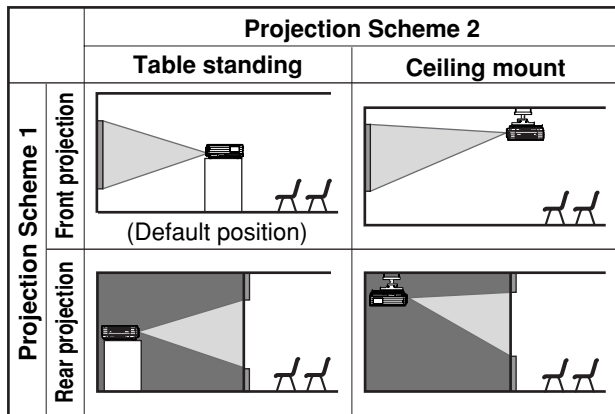 Projection Scheme 2
Table standing
Ceiling mount
Projection Scheme 1
Front projection
(Default position)
Rear projection